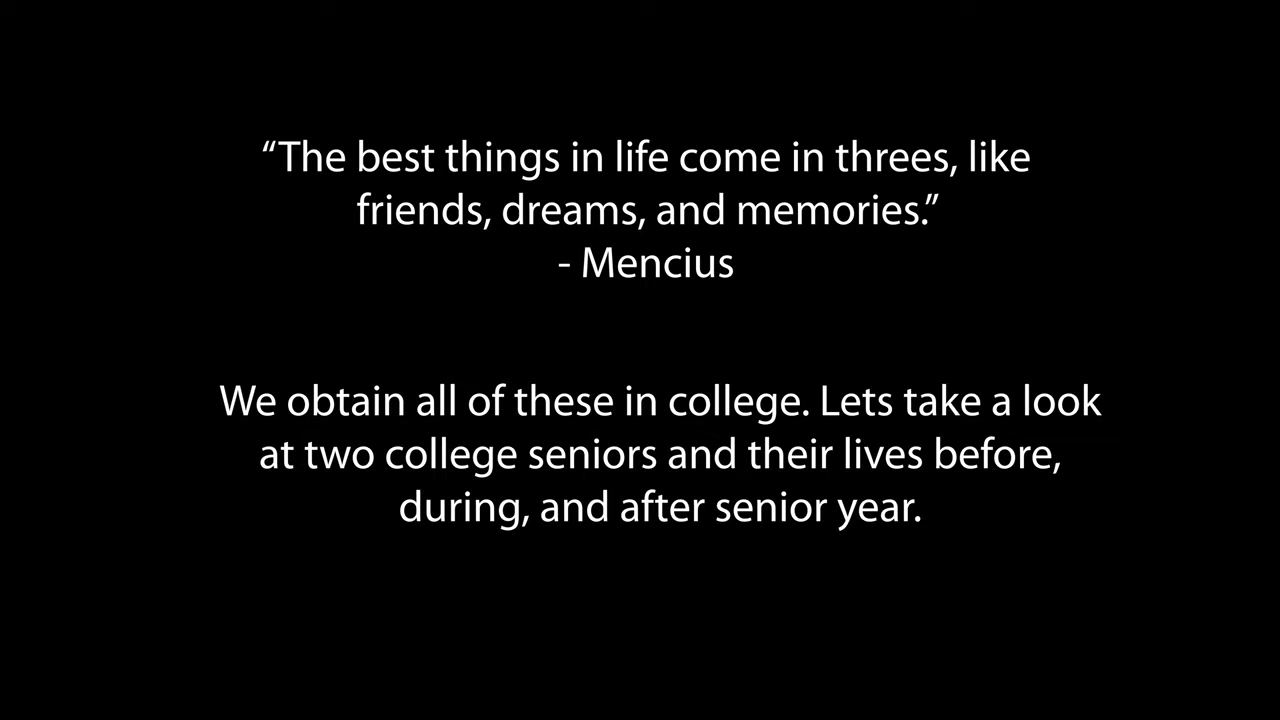 “The best things in life come in threes, like
friends, dreams, and memories.”
- Mencius
We obtain all of these in college. Lets take a look
at two college seniors and their lives before,
during, and after senior year.